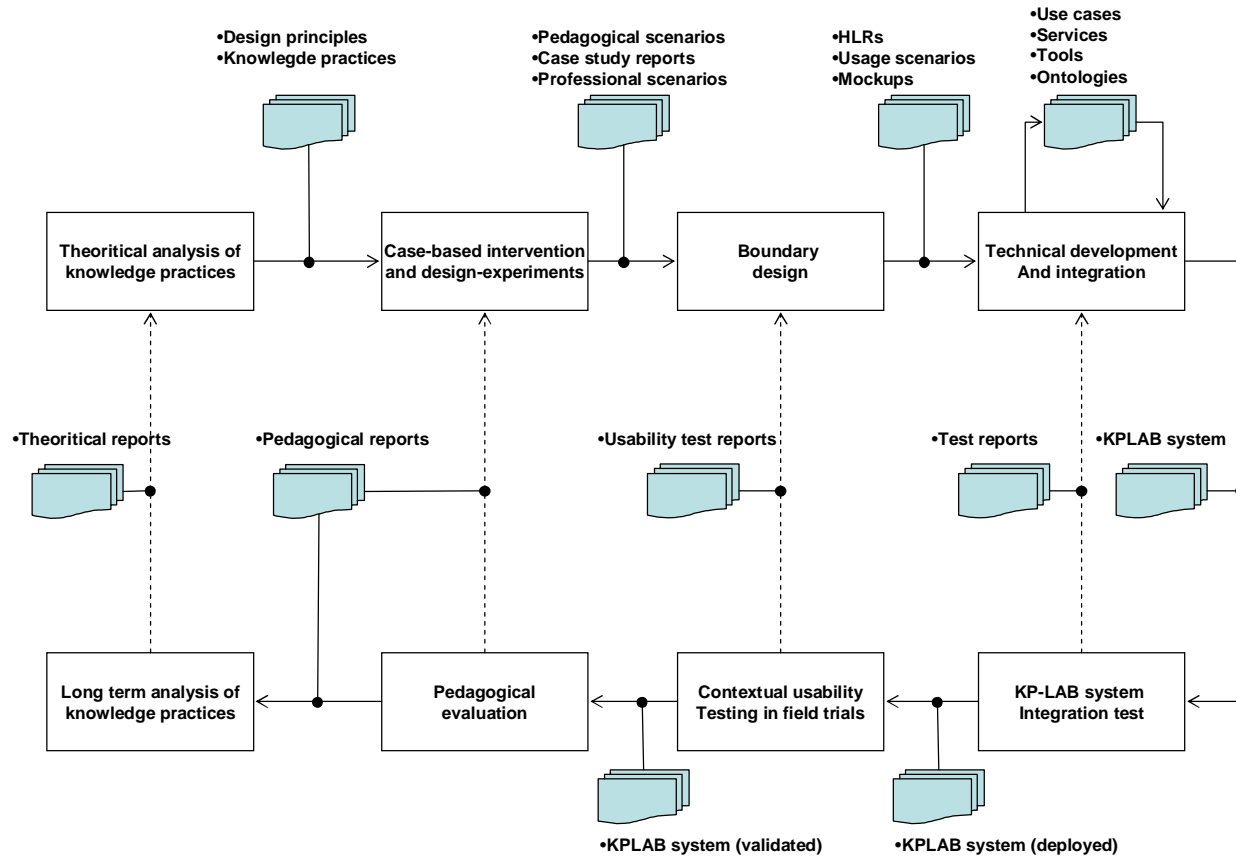 •Design principles
•Knowlegde practices
•Pedagogical scenarios
•Case study reports
•Professional scenarios
•HLRs
•Usage scenarios
•Mockups
•Use cases
•Services
•Tools
•Ontologies
Theoritical analysis of
knowledge practices
Case-based intervention
and design-experiments
Boundary
design
Technical development
And integration
•Theoritical reports
•Pedagogical reports
•Usability test reports
•Test reports
•KPLAB system
Long term analysis of
knowledge practices
Pedagogical
evaluation
Contextual usability
Testing in field trials
KP-LAB system
Integration test
•KPLAB system (validated)
•KPLAB system (deployed)